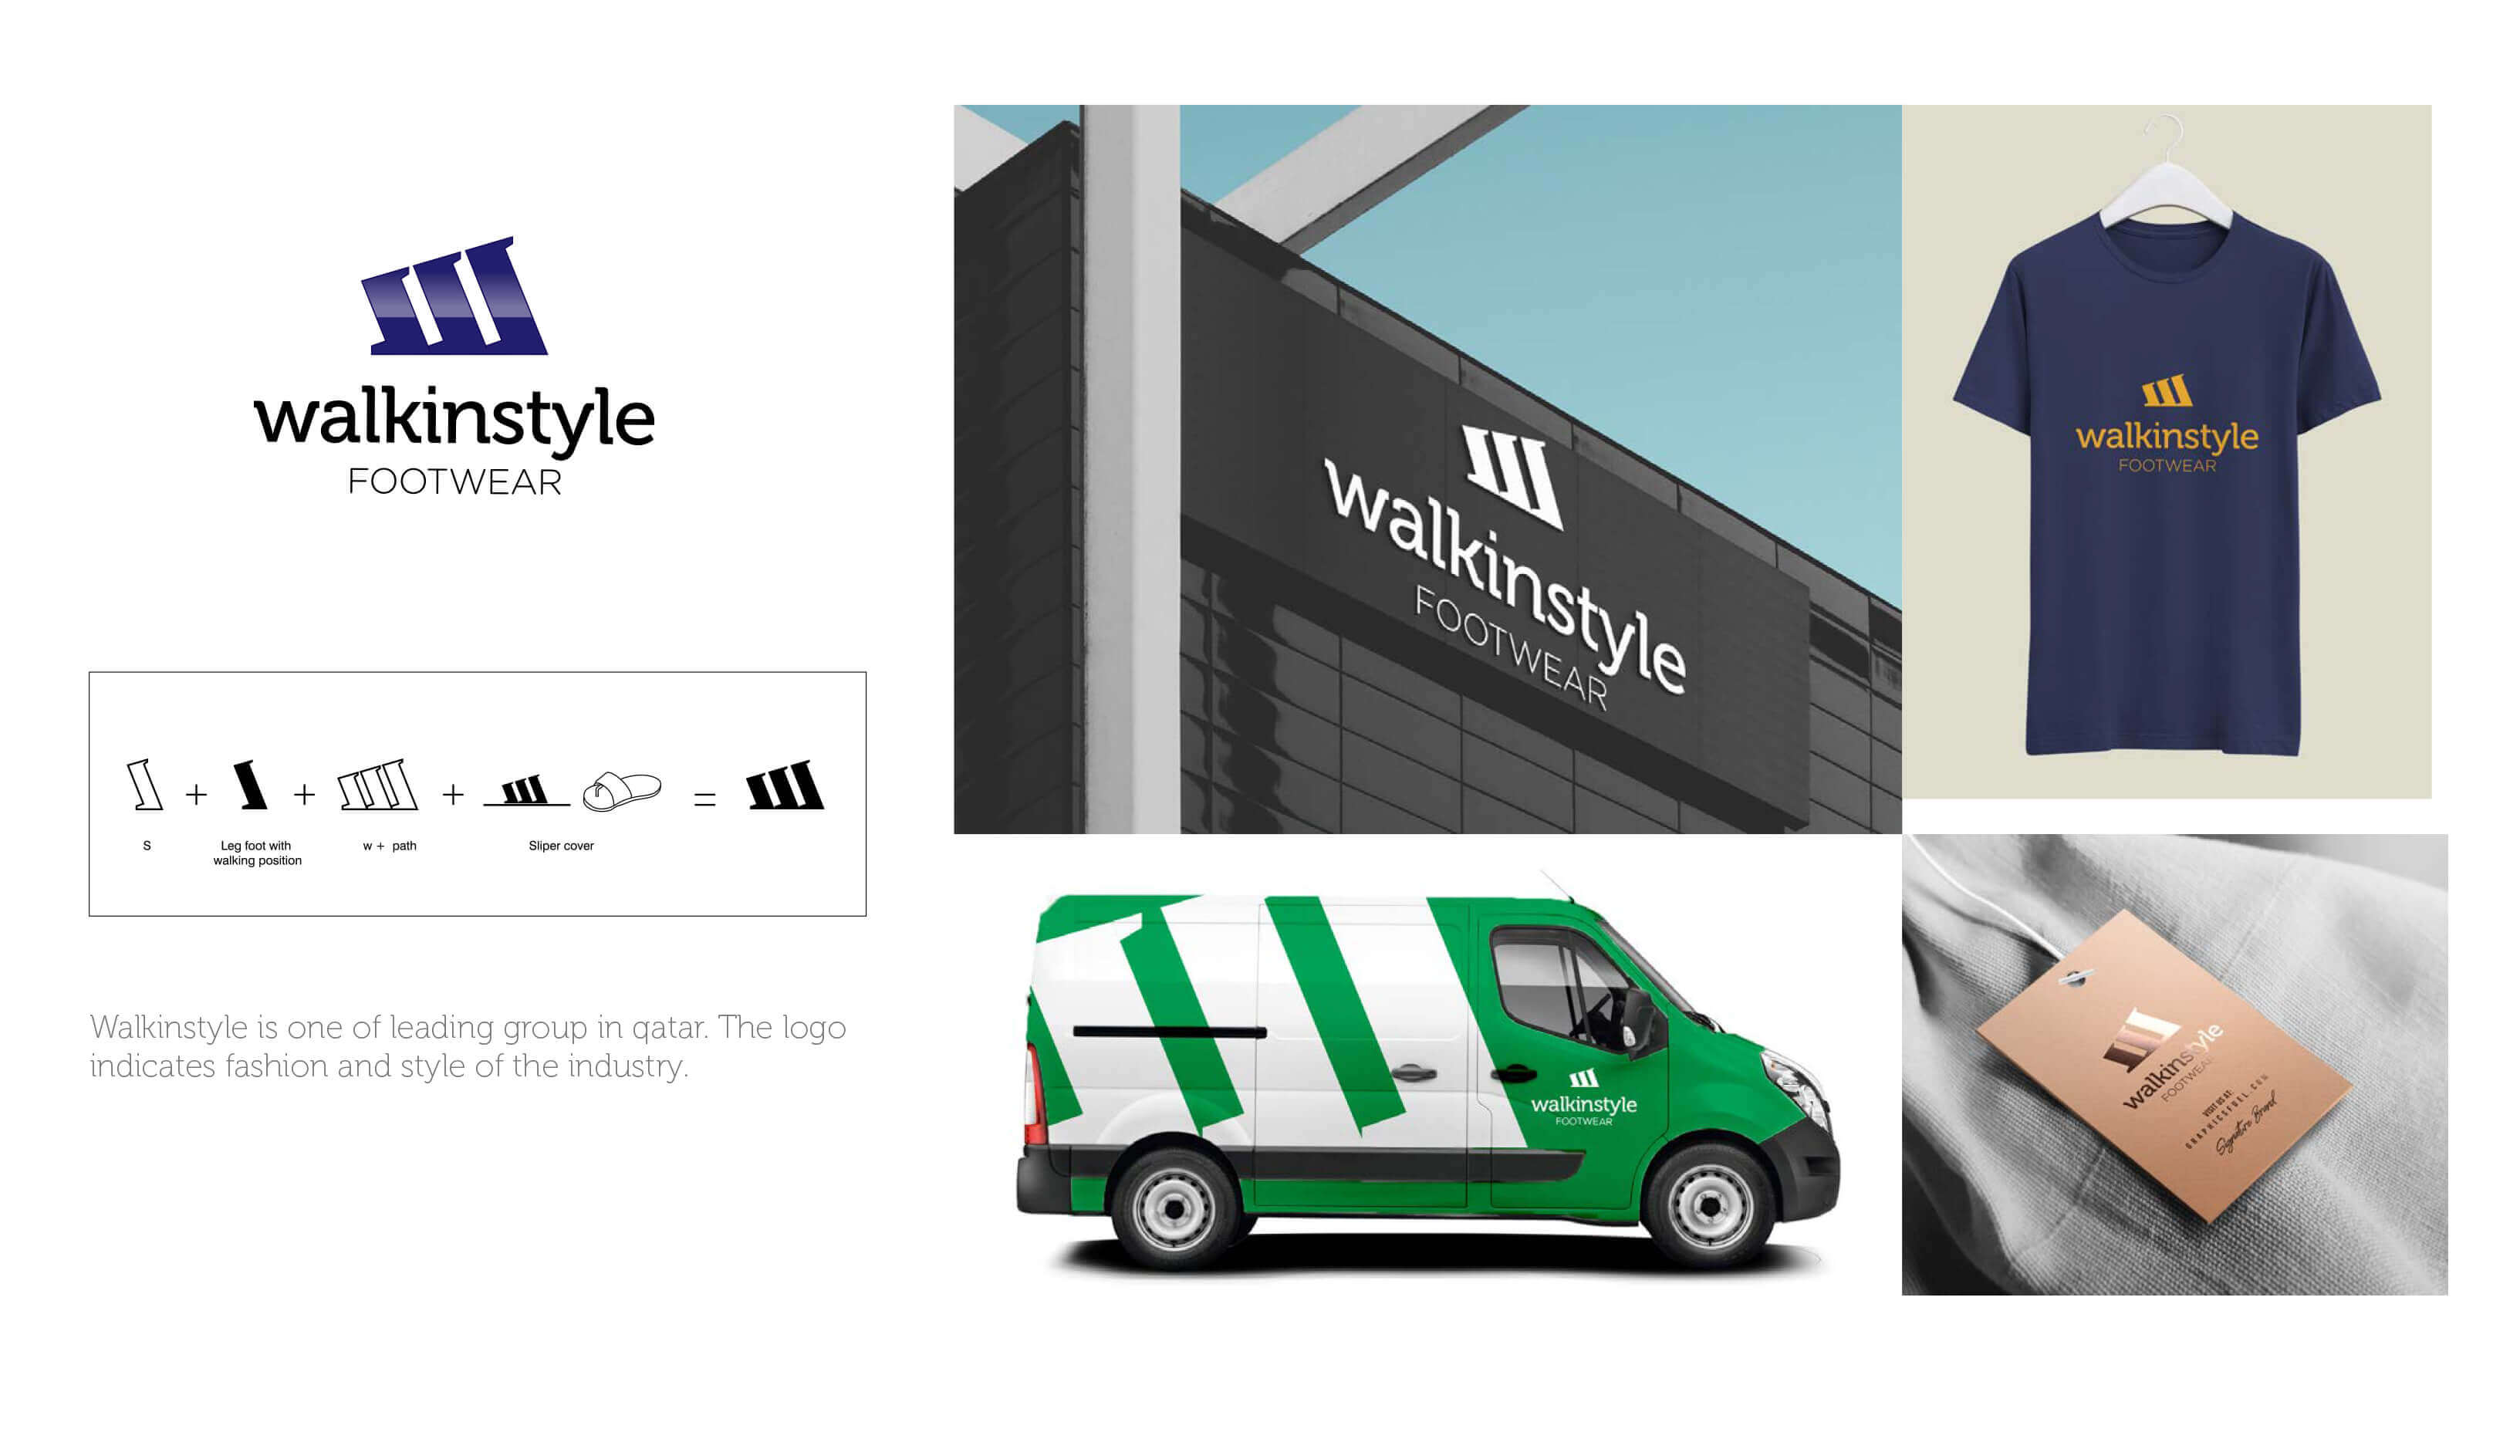 walkinstyle
FOOTWEAR
S
Leg foot with
walking position
w + path
Sliper cover
Walkinstyle is one of leading group in qatar. The logo
indicates fashion and style of the industry.
walkinstyle
FOOTWEAR
walkinstyle
FOOTWEAR
walkinstyle
FOOTWEAR
walkinstyle
FOOTWEAR
VISIT US AT:
GRAPHICSFUEL.COM
Signature Brand